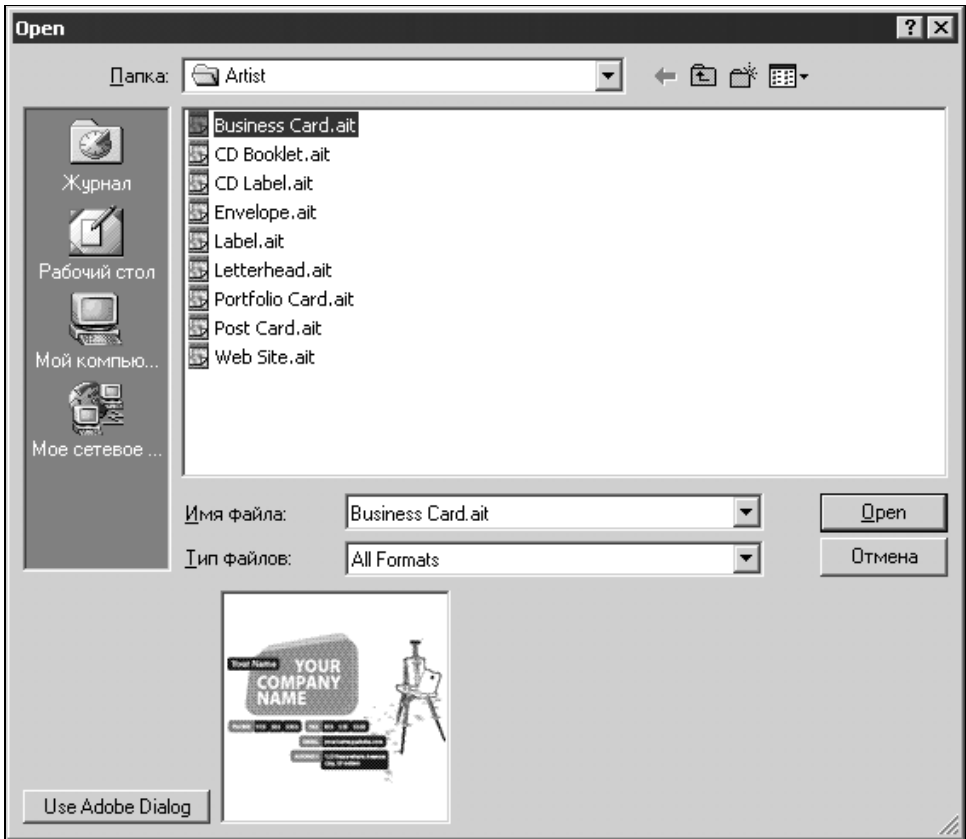 Open
Папка: Artist
Журнал
Рабочий стол
Мой компью...
Мое сетевое ...
Business Card.ait
CD Booklet.ait
CD Label.ait
Envelope.ait
Label.ait
Letterhead.ait
Portfolio Card.ait
Post Card.ait
Web Site.ait
Имя файла: Business Card.ait Open
Тип файлов: All Formats Отмена
Your Name
YOUR
COMPANY
NAME
Use Adobe Dialog